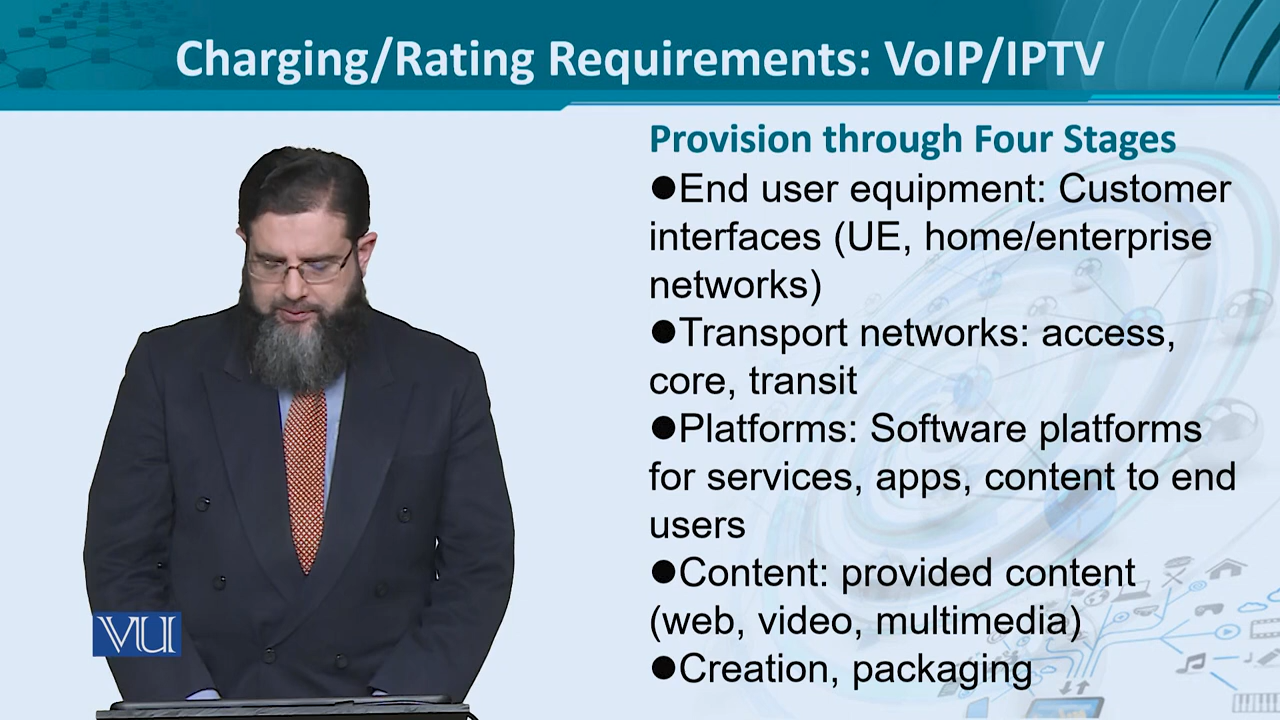 Charging/Rating Requirements: VoIP/IPTV
Provision through Four Stages
●End user equipment: Customer
interfaces (UE, home/enterprise
networks)
●Transport networks: access,
core, transit
●Platforms: Software platforms
for services, apps, content to end
users
●Content: provided content
(web, video, multimedia)
●Creation, packaging
VU